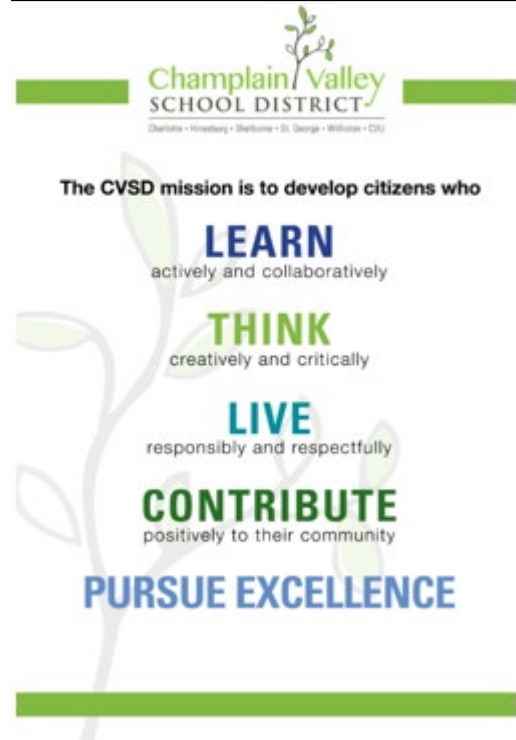 Champlain Valley
SCHOOL DISTRICT
Charlotte • Hinesburg • Shelburne • St. George • Williston • CVU
The CVSD mission is to develop citizens who
LEARN
actively and collaboratively
THINK
creatively and critically
LIVE
responsibly and respectfully
CONTRIBUTE
positively to their community
PURSUE EXCELLENCE